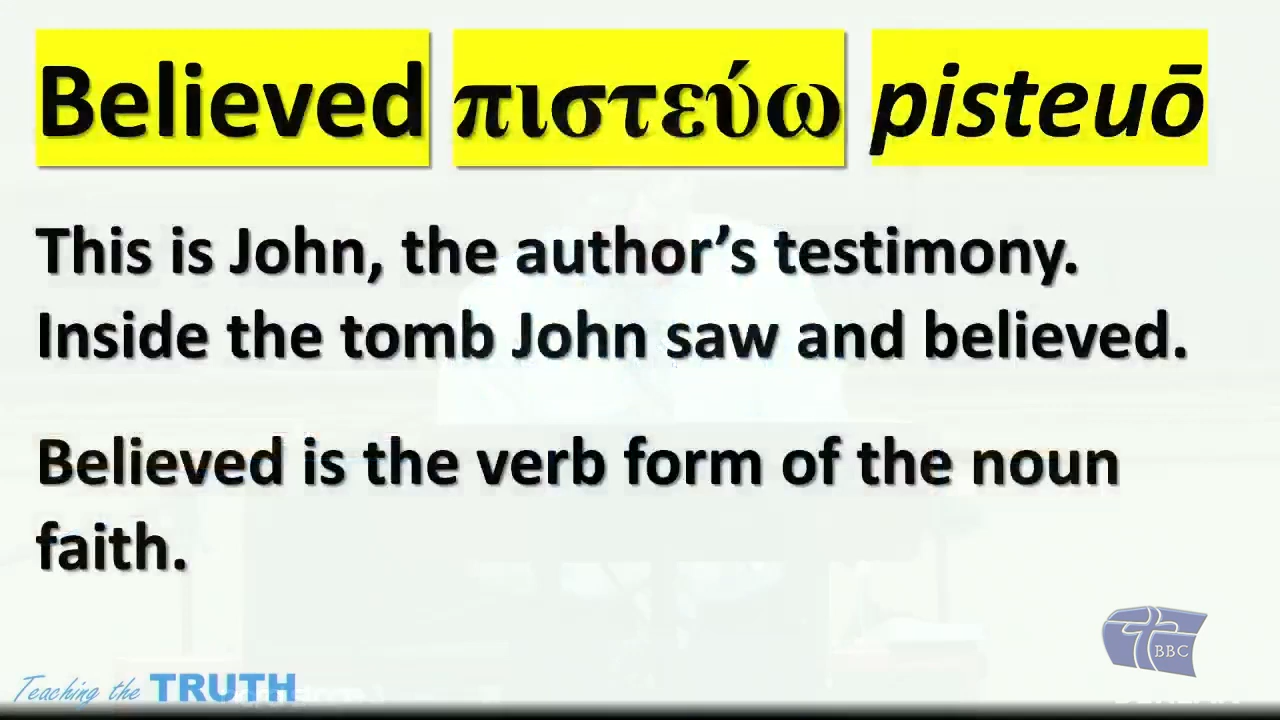 Believed πιστεύω pisteuō
This is John, the author’s testimony.
Inside the tomb John saw and believed.
Believed is the verb form of the noun
faith.
BBC
Teaching the TRUTH